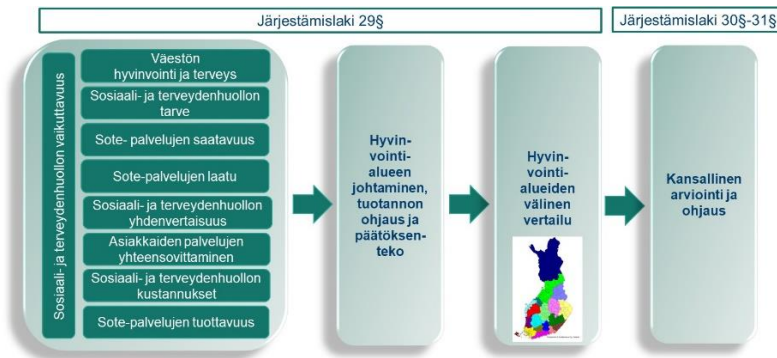 Järjestämislaki 29§
Järjestämislaki 30§-31§
Sosiaali- ja terveydenhuollon vaikuttavuus
Väestön
hyvinvointi ja terveys
Sosiaali- ja terveydenhuollon
tarve
Sote- palvelujen saatavuus
Sote-palvelujen laatu
Sosiaali- ja terveydenhuollon
yhdenvertaisuus
Asiakkaiden palvelujen
yhteensovittaminen
Sosiaali- ja terveydenhuollon
kustannukset
Sote-palvelujen tuottavuus
Hyvin-
vointi-
alueen
johtaminen,
tuotannon
ohjaus ja
päätöksen-
teko
Hyvin-
vointi-
alueiden
välinen
vertailu
Kansallinen
arviointi ja
ohjaus